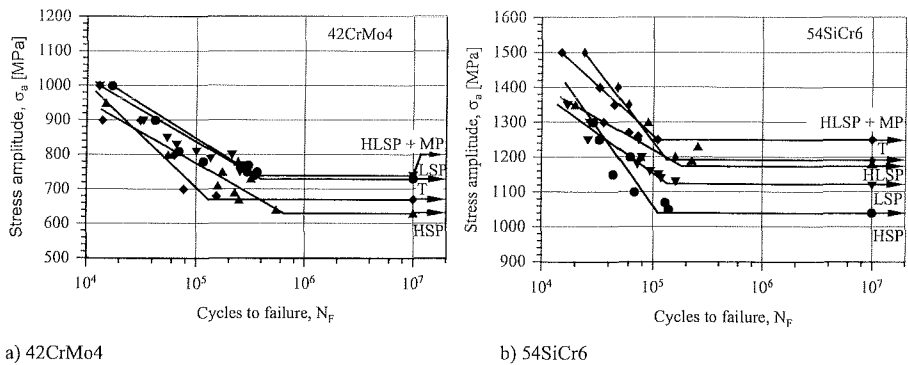 42CrMo4
Stress amplitude, σa [MPa]
1200
1100
1000
900
800
700
600
500
HLSP + MP
LSP
T
HSP
10^4
10^5
10^6
10^7
Cycles to failure, NF
a) 42CrMo4
54SiCr6
Stress amplitude, σa [MPa]
1600
1500
1400
1300
1200
1100
1000
900
HLSP + MP
T
HLSP
LSP
HSP
10^4
10^5
10^6
10^7
Cycles to failure, NF
b) 54SiCr6